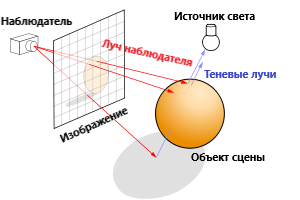 Наблюдатель
Источник света
Луч наблюдателя
Теневые лучи
Изображение
Объект сцены